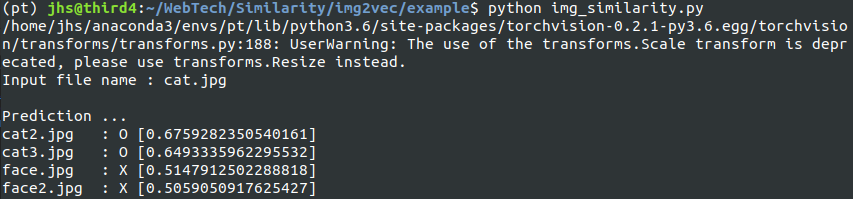 (pt) jhs@third4:~/WebTech/Similarity/img2vec/example$ python img_similarity.py
/home/jhs/anaconda3/envs/pt/lib/python3.6/site-packages/torchvision-0.2.1-py3.6.egg/torchvisio
n/transforms/transforms.py:188: UserWarning: The use of the transforms.Scale transform is depr
ecated, please use transforms.Resize instead.
Input file name : cat.jpg
Prediction ...
cat2.jpg   : O [0.6759282350540161]
cat3.jpg   : O [0.6493335962295532]
face.jpg   : X [0.5147912502288818]
face2.jpg  : X [0.5059050917625427]